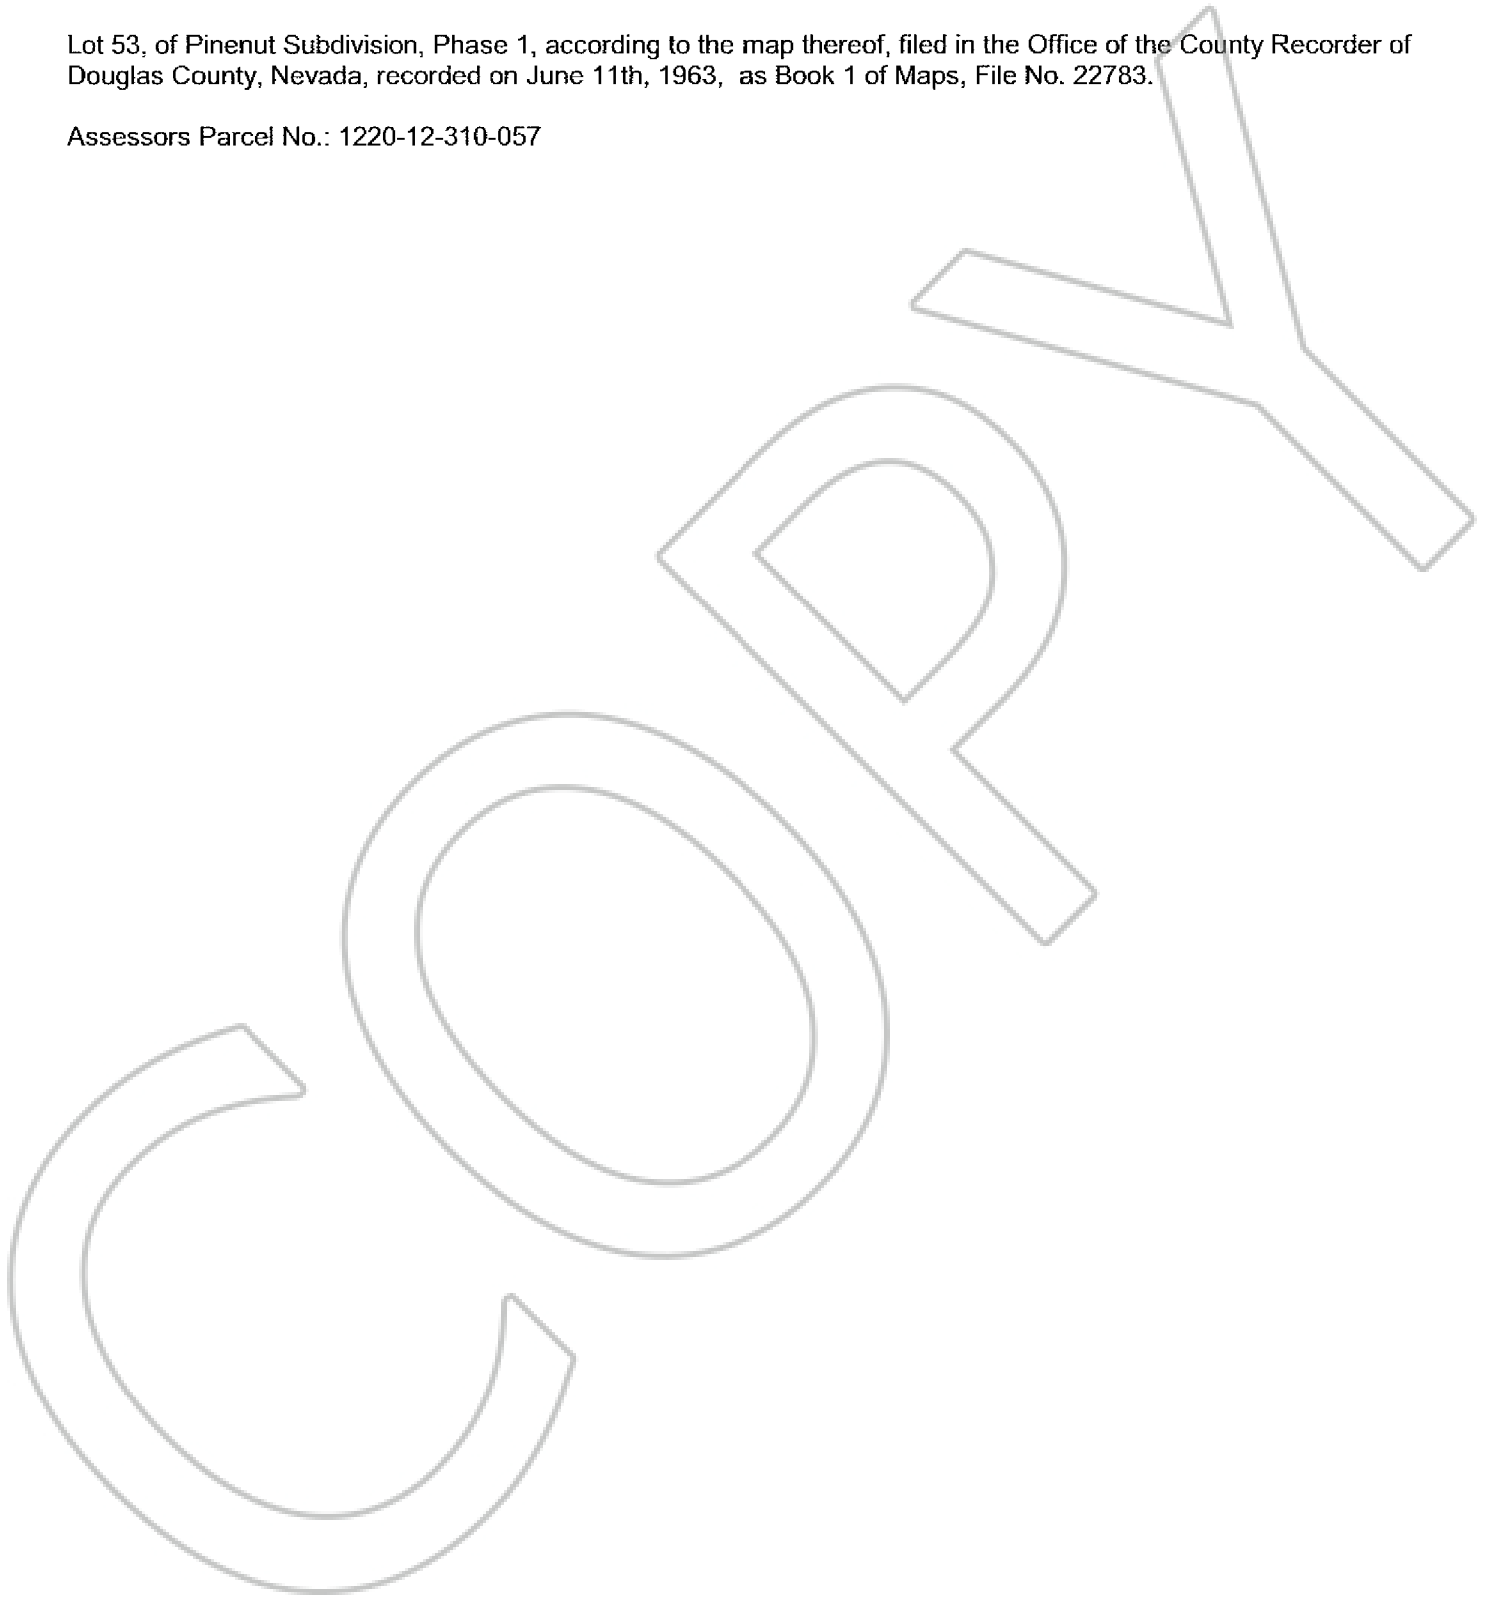 Lot 53, of Pinenut Subdivision, Phase 1, according to the map thereof, filed in the Office of the County Recorder of
Douglas County, Nevada, recorded on June 11th, 1963,  as Book 1 of Maps, File No. 22783.
Assessors Parcel No.: 1220-12-310-057
COPY